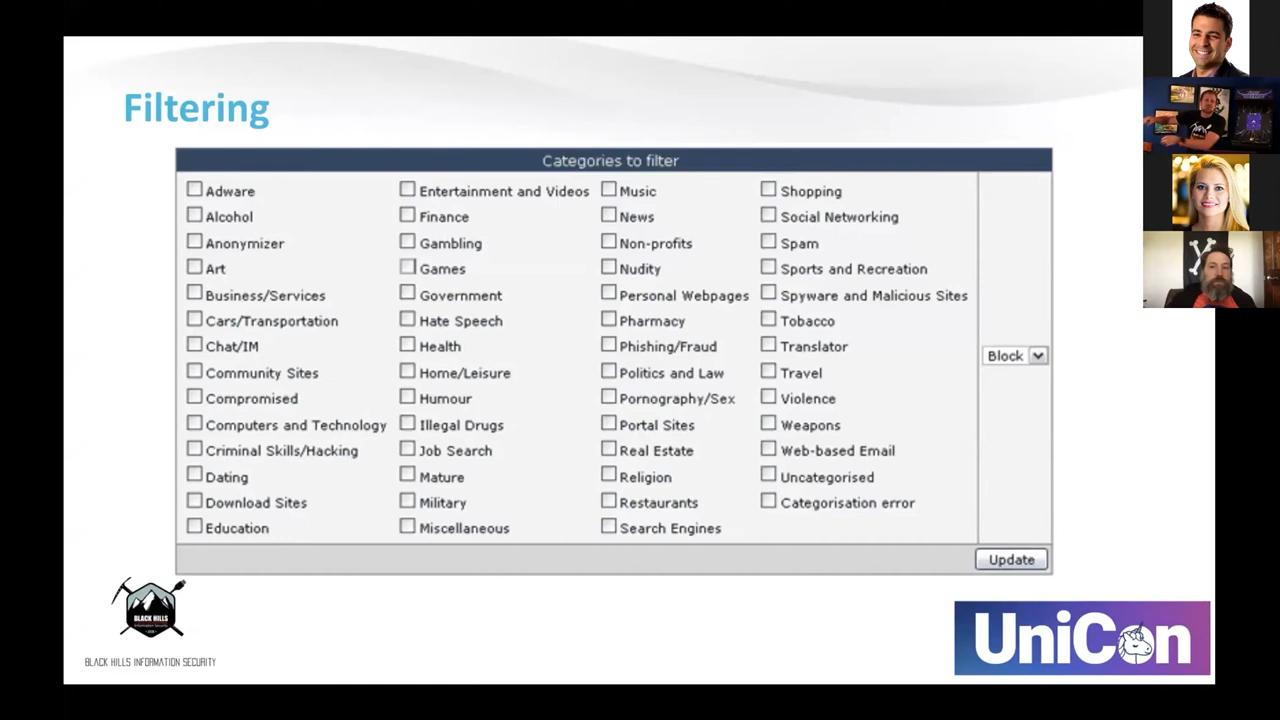 Filtering
Categories to filter
Adware
Alcohol
Anonymizer
Art
Business/Services
Cars/Transportation
Chat/IM
Community Sites
Compromised
Computers and Technology
Criminal Skills/Hacking
Dating
Download Sites
Education
Entertainment and Videos
Finance
Gambling
Games
Government
Hate Speech
Health
Home/Leisure
Humour
Illegal Drugs
Job Search
Mature
Military
Miscellaneous
Music
News
Non-profits
Nudity
Personal Webpages
Pharmacy
Phishing/Fraud
Politics and Law
Pornography/Sex
Portal Sites
Real Estate
Religion
Restaurants
Search Engines
Shopping
Social Networking
Spam
Sports and Recreation
Spyware and Malicious Sites
Tobacco
Translator
Travel
Violence
Weapons
Web-based Email
Uncategorised
Categorisation error
Block
Update
BLACK HILLS
Information Security
BLACK HILLS INFORMATION SECURITY
UniCon